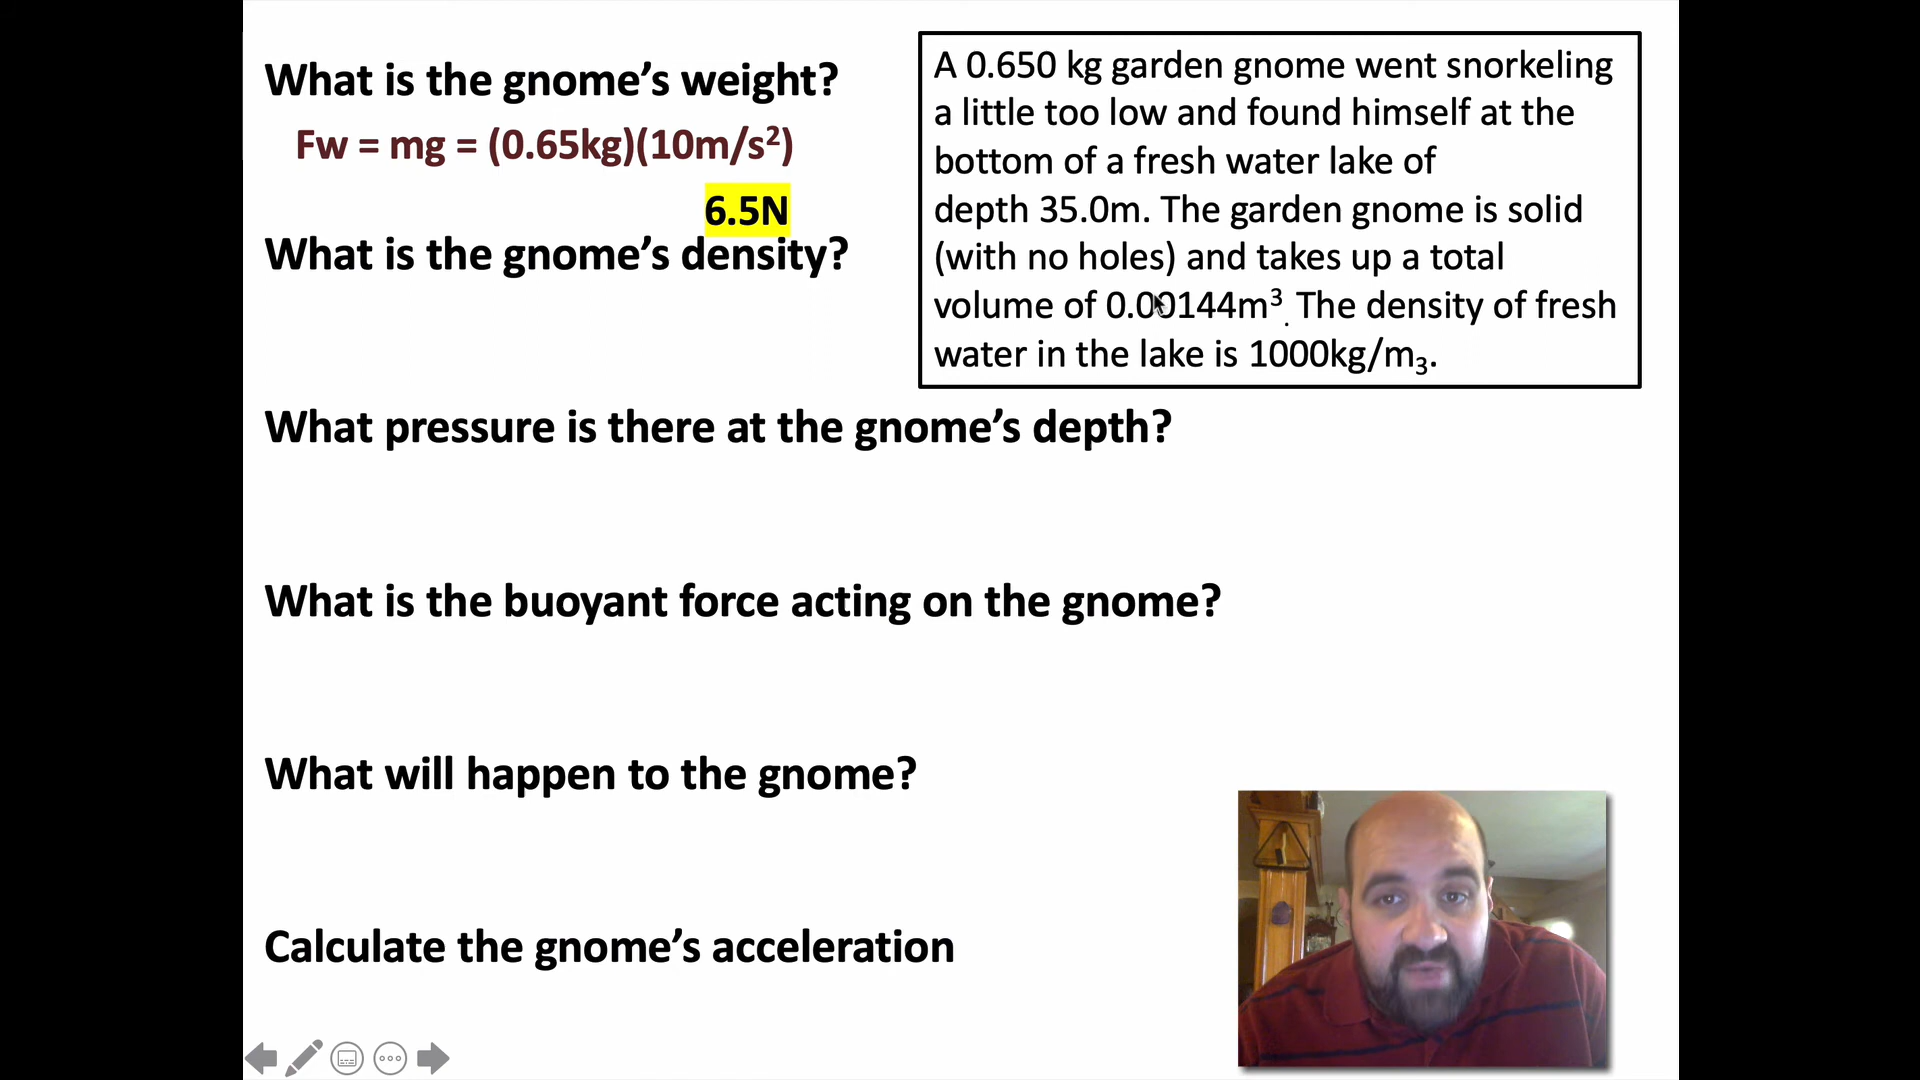 What is the gnome’s weight?
Fw = mg = (0.65kg)(10m/s²)
6.5N
What is the gnome’s density?
A 0.650 kg garden gnome went snorkeling
a little too low and found himself at the
bottom of a fresh water lake of
depth 35.0m. The garden gnome is solid
(with no holes) and takes up a total
volume of 0.00144m³. The density of fresh
water in the lake is 1000kg/m₃.
What pressure is there at the gnome’s depth?
What is the buoyant force acting on the gnome?
What will happen to the gnome?
Calculate the gnome’s acceleration